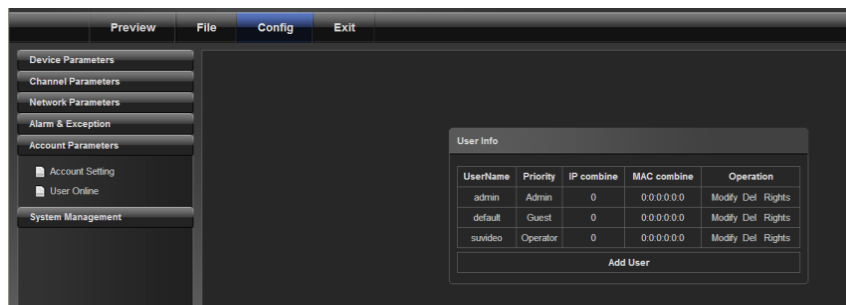 Preview File Config Exit
Device Parameters
Channel Parameters
Network Parameters
Alarm & Exception
Account Parameters
Account Setting
User Online
System Management
User Info
UserName Priority IP combine MAC combine Operation
admin Admin 0 0:0:0:0:0:0 Modify Del Rights
default Guest 0 0:0:0:0:0:0 Modify Del Rights
suvideo Operator 0 0:0:0:0:0:0 Modify Del Rights
Add User